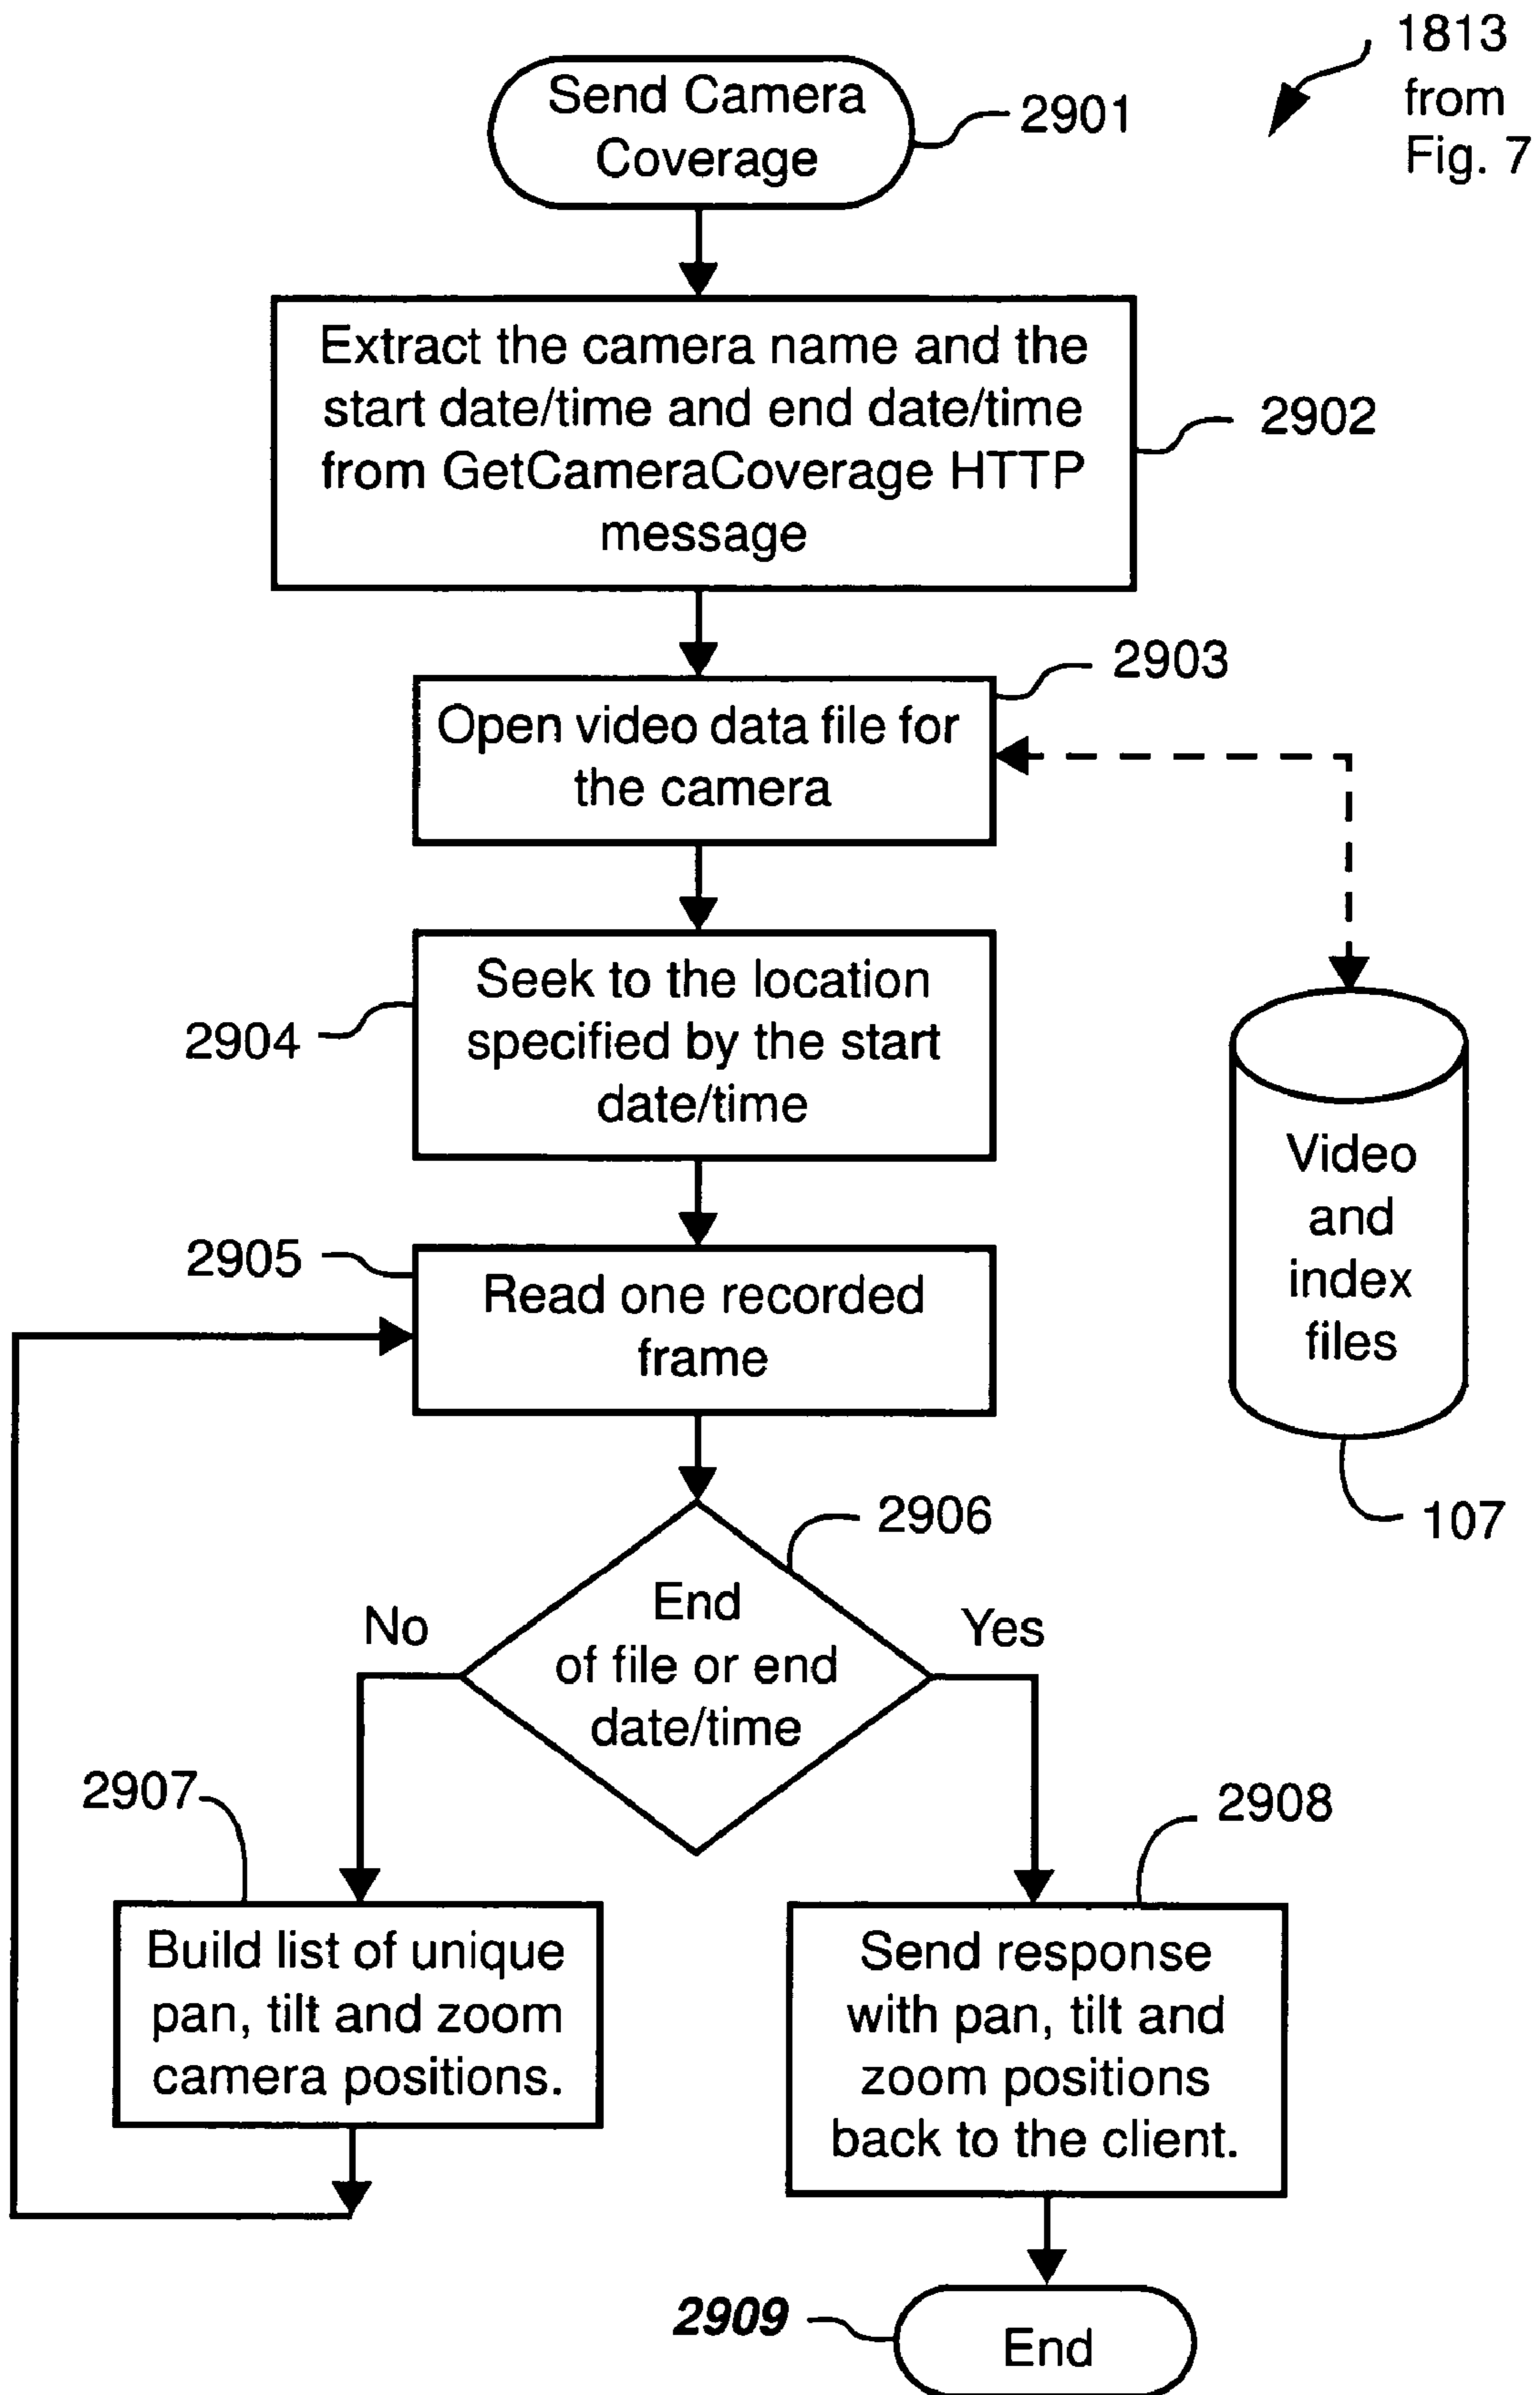 1813
from
Fig. 7
Send Camera
Coverage
2901
Extract the camera name and the
start date/time and end date/time
from GetCameraCoverage HTTP
message
2902
2903
Open video data file for
the camera
2904
Seek to the location
specified by the start
date/time
Video
and
index
files
107
2905
Read one recorded
frame
2906
End
of file or end
date/time
No
Yes
2907
Build list of unique
pan, tilt and zoom
camera positions.
2908
Send response
with pan, tilt and
zoom positions
back to the client.
2909
End